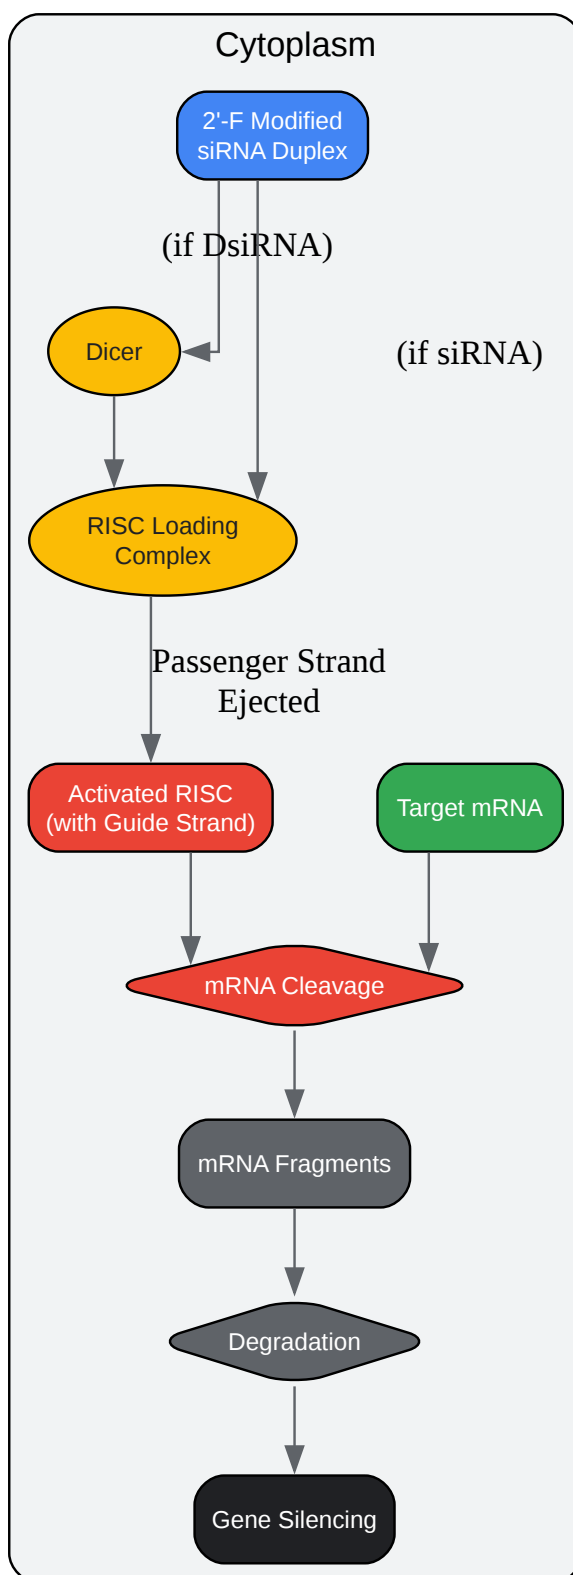 Cytoplasm
2'-F Modified
siRNA Duplex
(if DsiRNA)
Dicer
(if siRNA)
RISC Loading
Complex
Passenger Strand
Ejected
Activated RISC
(with Guide Strand)
Target mRNA
mRNA Cleavage
mRNA Fragments
Degradation
Gene Silencing